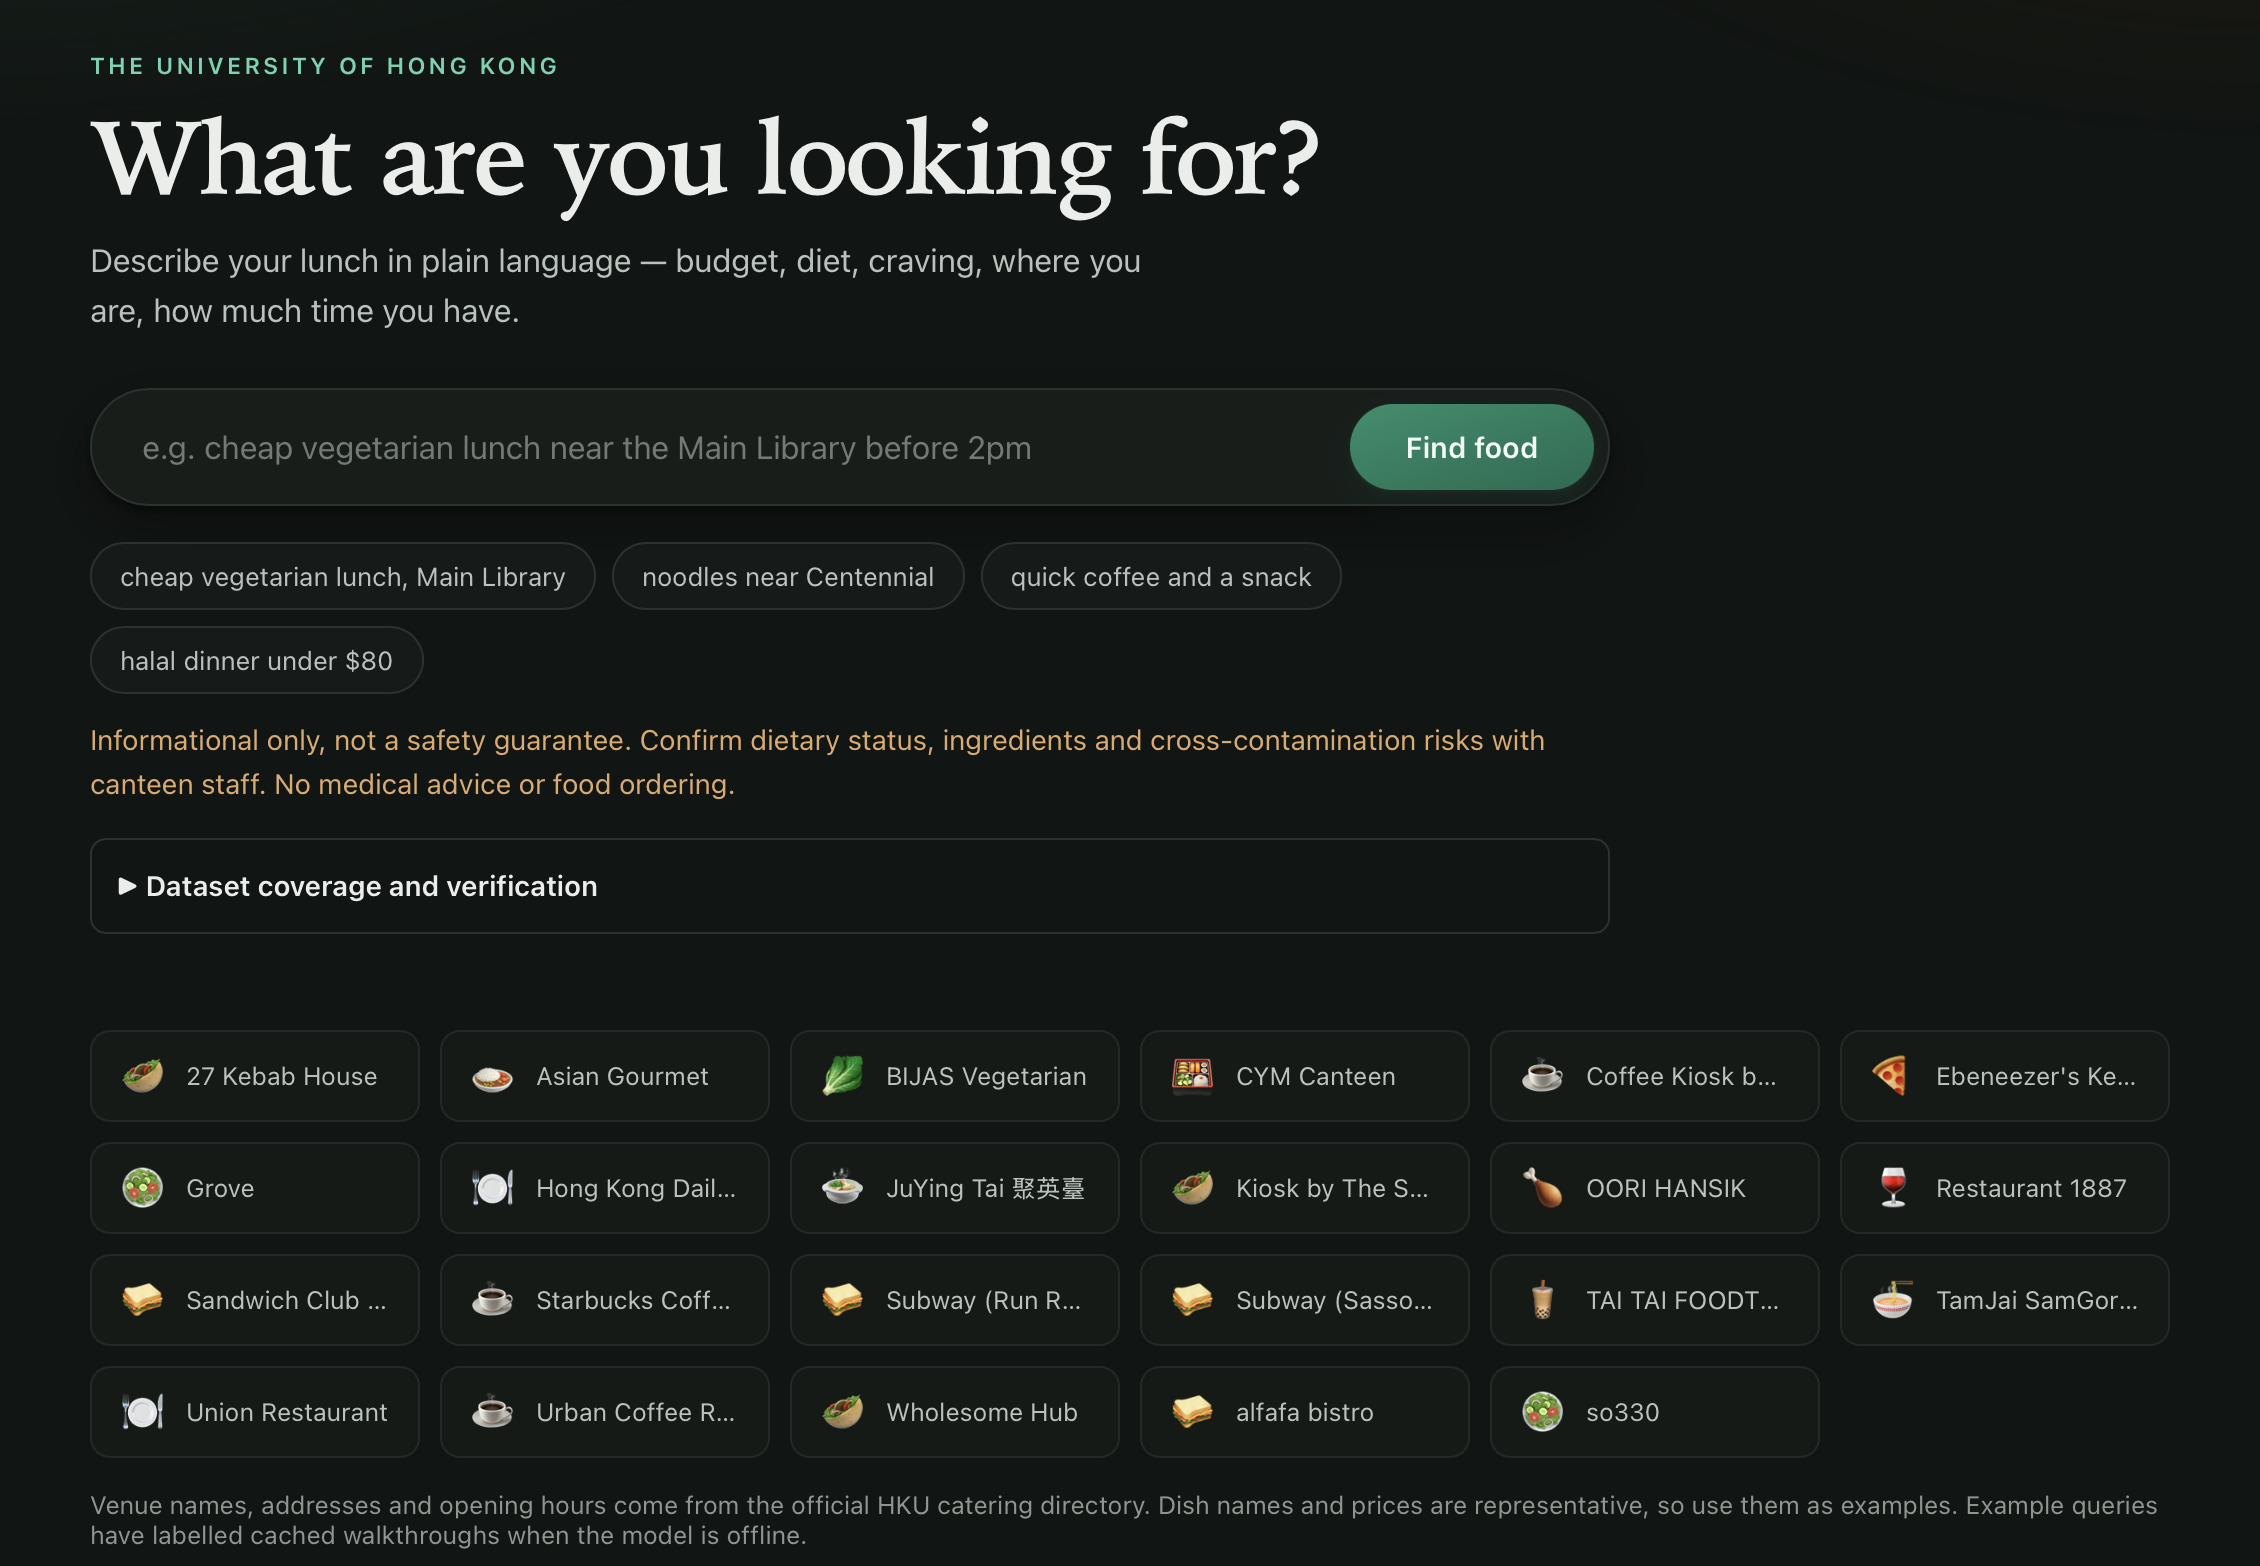 THE UNIVERSITY OF HONG KONG
What are you looking for?
Describe your lunch in plain language — budget, diet, craving, where you
are, how much time you have.
e.g. cheap vegetarian lunch near the Main Library before 2pm
Find food
cheap vegetarian lunch, Main Library
noodles near Centennial
quick coffee and a snack
halal dinner under $80
Informational only, not a safety guarantee. Confirm dietary status, ingredients and cross-contamination risks with
canteen staff. No medical advice or food ordering.
Dataset coverage and verification
27 Kebab House
Asian Gourmet
BIJAS Vegetarian
CYM Canteen
Coffee Kiosk b...
Ebeneezer's Ke...
Grove
Hong Kong Dail...
JuYing Tai 聚英臺
Kiosk by The S...
OORI HANSIK
Restaurant 1887
Sandwich Club ...
Starbucks Coff...
Subway (Run R...
Subway (Sasso...
TAI TAI FOODT...
TamJai SamGor...
Union Restaurant
Urban Coffee R...
Wholesome Hub
alfafa bistro
so330
Venue names, addresses and opening hours come from the official HKU catering directory. Dish names and prices are representative, so use them as examples. Example queries
have labelled cached walkthroughs when the model is offline.